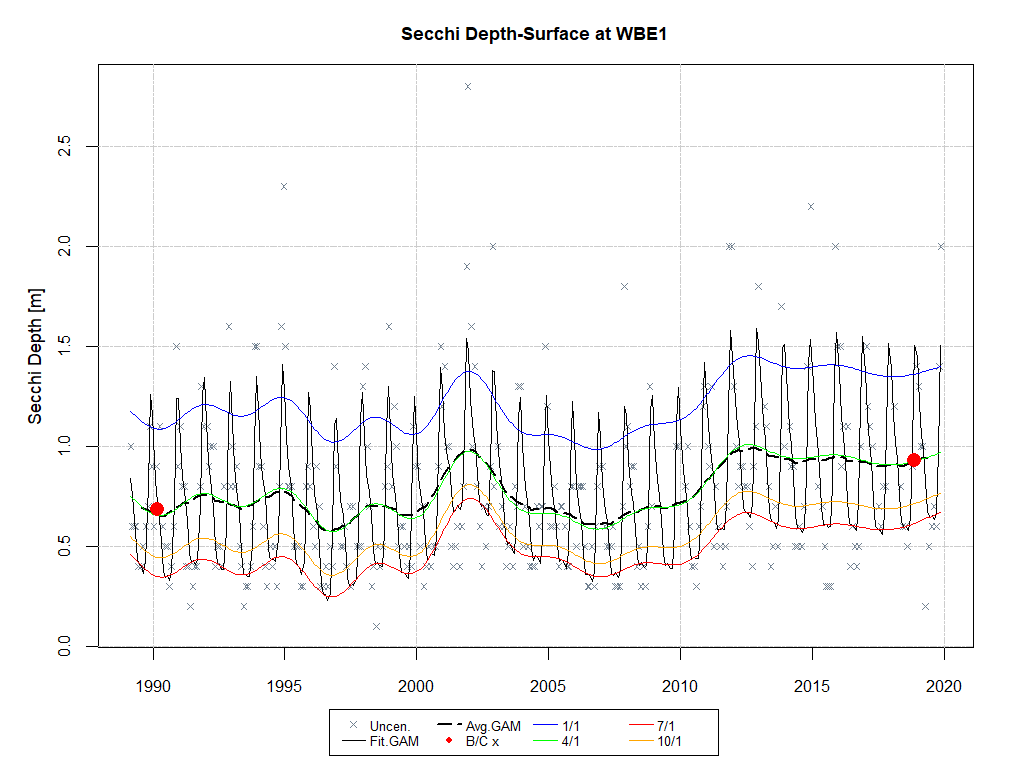 Secchi Depth-Surface at WBE1
Secchi Depth [m]
2.5
2.0
1.5
1.0
0.5
0.0
1990 1995 2000 2005 2010 2015 2020
Uncen. Avg.GAM 1/1 7/1
Fit.GAM B/C x 4/1 10/1